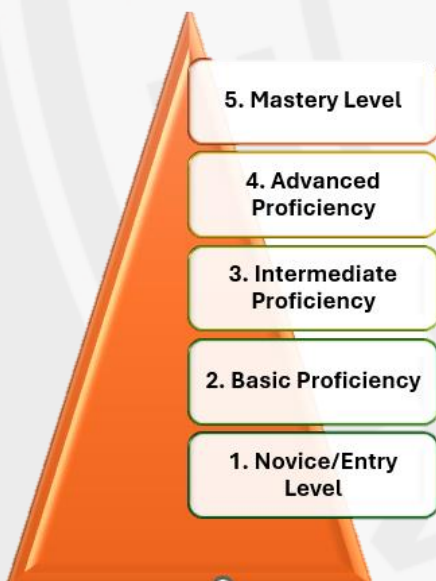 5. Mastery Level
4. Advanced
Proficiency
3. Intermediate
Proficiency
2. Basic Proficiency
1. Novice/Entry
Level